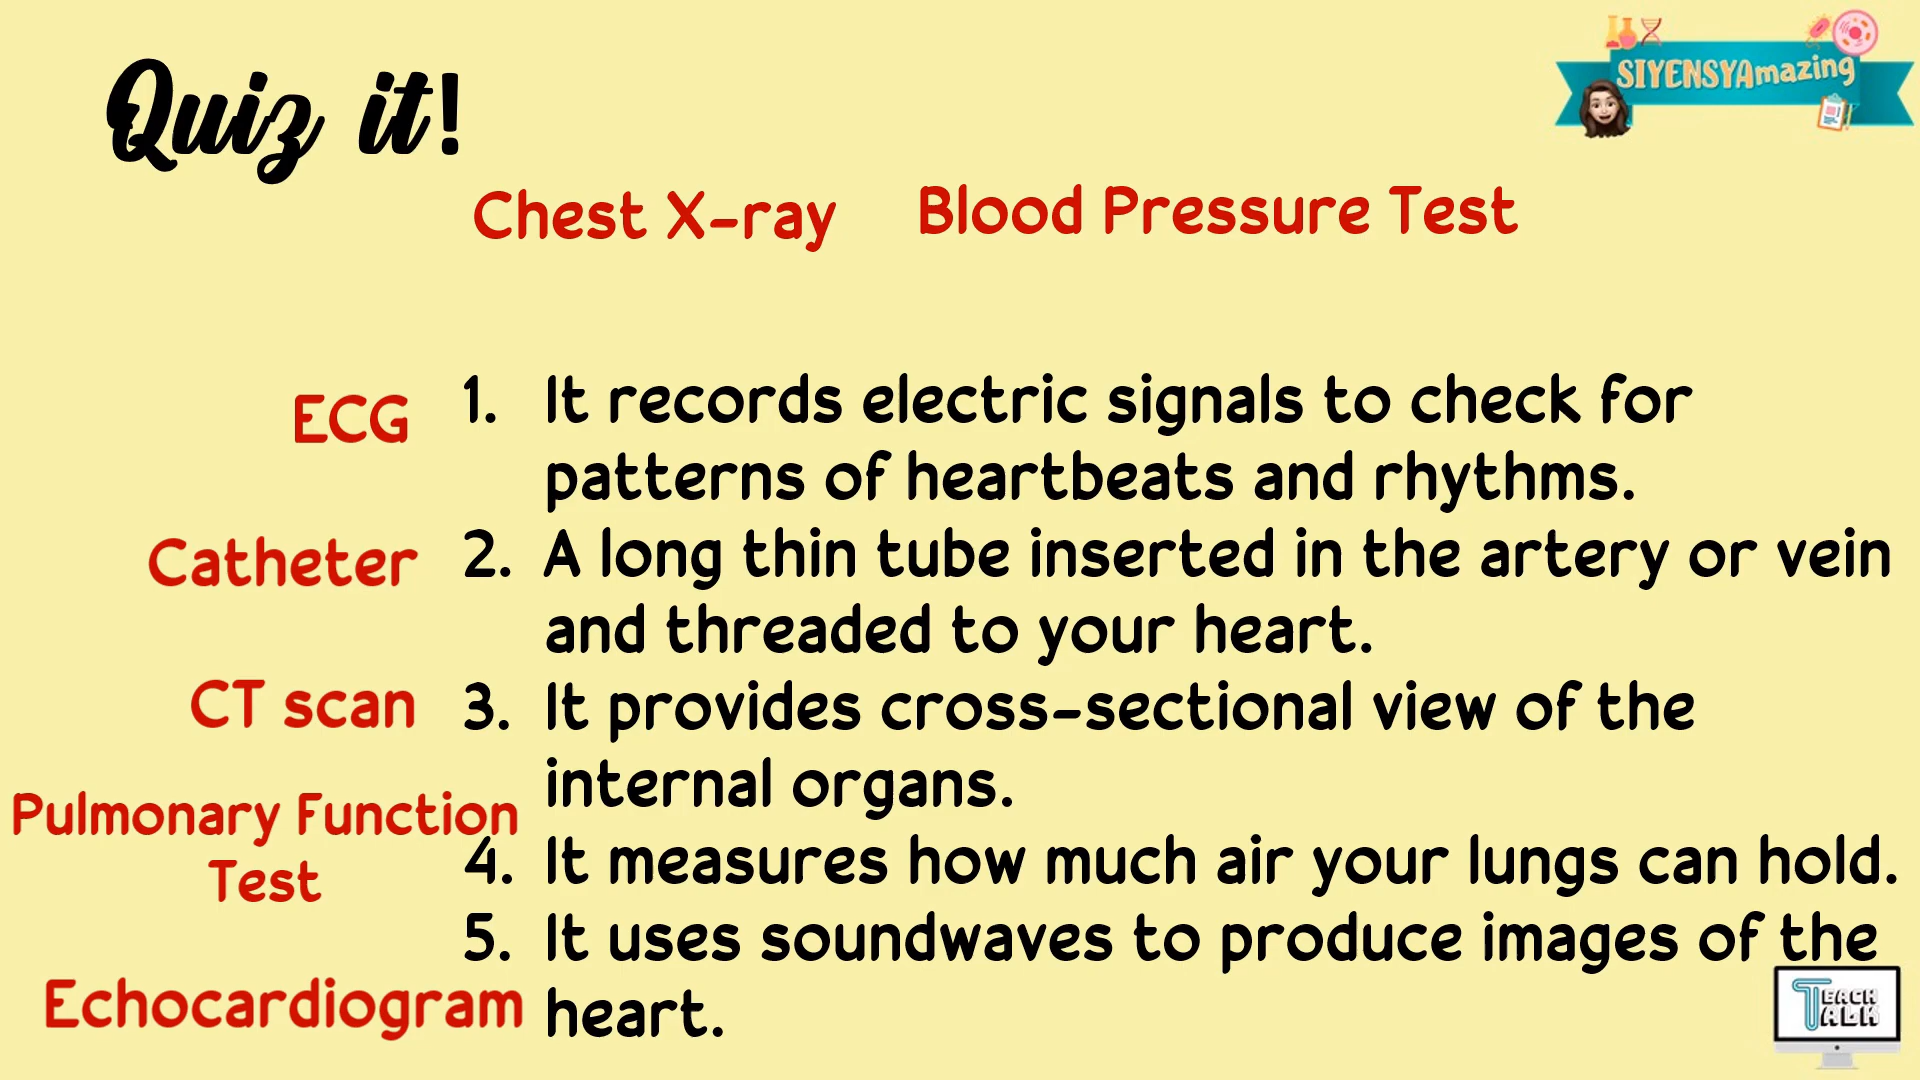 Quiz it!
SIYENSYAmazing
Chest X-ray
Blood Pressure Test
ECG
1. It records electric signals to check for
patterns of heartbeats and rhythms.
Catheter
2. A long thin tube inserted in the artery or vein
and threaded to your heart.
CT scan
3. It provides cross-sectional view of the
internal organs.
Pulmonary Function
Test
4. It measures how much air your lungs can hold.
Echocardiogram
5. It uses soundwaves to produce images of the
heart.
TEACH
TALK